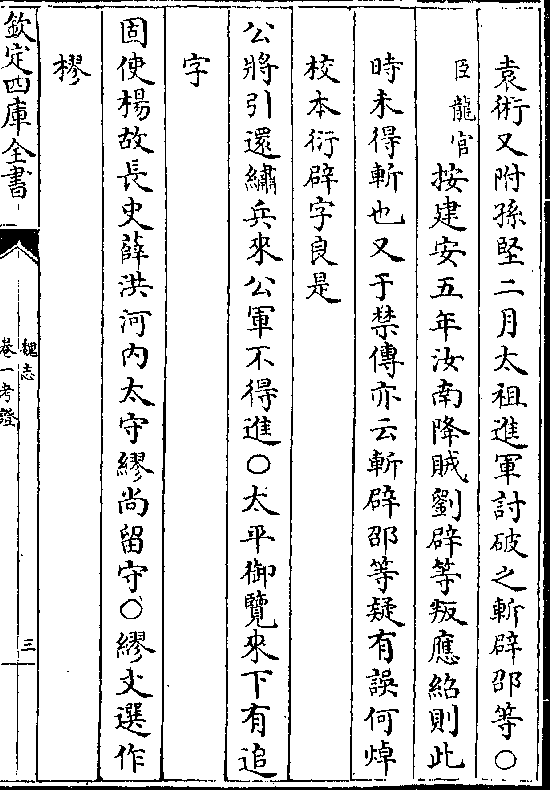 袁術又附孫堅二月太祖進軍討破之斬辟邵等〇
臣龍官按建安五年汝南降賊劉辟等叛應紹則此
時未得斬也又于禁傳亦云斬辟邵等疑有誤何焯
校本衍辟字良是
公將引還繡兵來公軍不得進〇太平御覽來下有追
字
固使楊故長史薛洪河內太守繆尚留守〇繆文選作
樛
欽定四庫全書
魏志
卷一考證
三